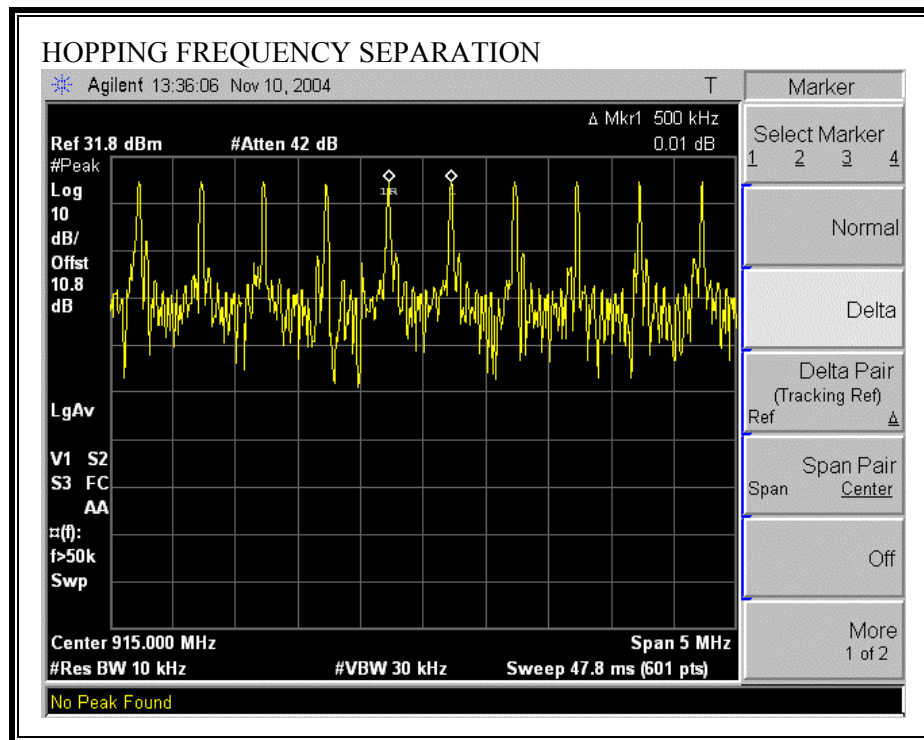 HOPPING FREQUENCY SEPARATION
Agilent 13:36:06 Nov 10, 2004 T
Marker
Δ Mkr1 500 kHz
Ref 31.8 dBm #Atten 42 dB 0.01 dB
#Peak
Log
10
dB/
Offst
10.8
dB
1R
LgAv
V1 S2
S3 FC
AA
¤(f):
f>50k
Swp
Center 915.000 MHz Span 5 MHz
#Res BW 10 kHz #VBW 30 kHz Sweep 47.8 ms (601 pts)
No Peak Found
Select Marker
1 2 3 4
Normal
Delta
Delta Pair
(Tracking Ref)
Ref Δ
Span Pair
Span Center
Off
More
1 of 2